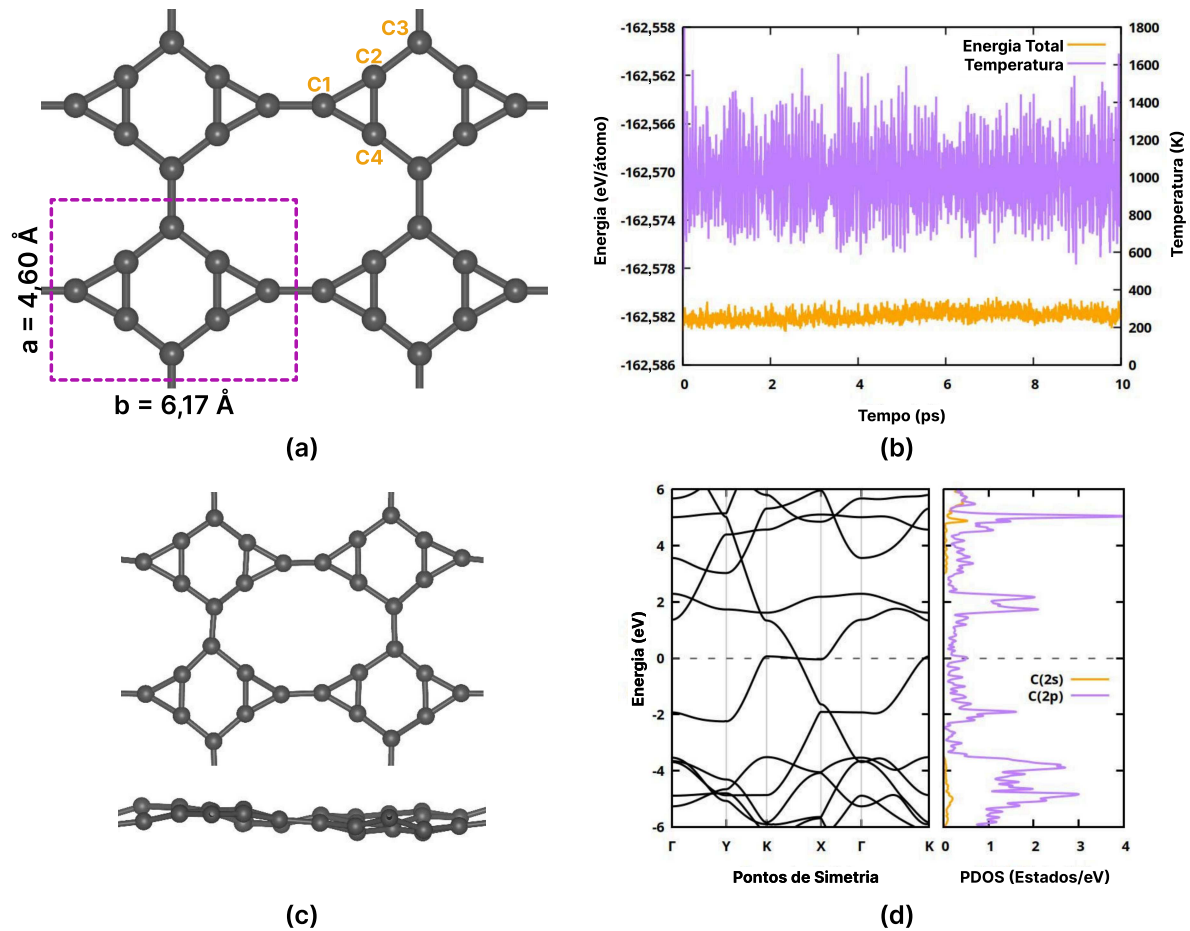 C3
C2
C1
C4
a = 4,60 Å
b = 6,17 Å
(a)
-162,558
-162,562
-162,566
-162,570
-162,574
-162,578
-162,582
-162,586
Energia (eV/átomo)
Energia Total
Temperatura
1800
1600
1400
1200
1000
800
600
400
200
0
Temperatura (K)
0 2 4 6 8 10
Tempo (ps)
(b)
(c)
6
4
2
0
-2
-4
-6
Energia (eV)
Γ Y K X Γ K
Pontos de Simetria
C(2s)
C(2p)
0 1 2 3 4
PDOS (Estados/eV)
(d)